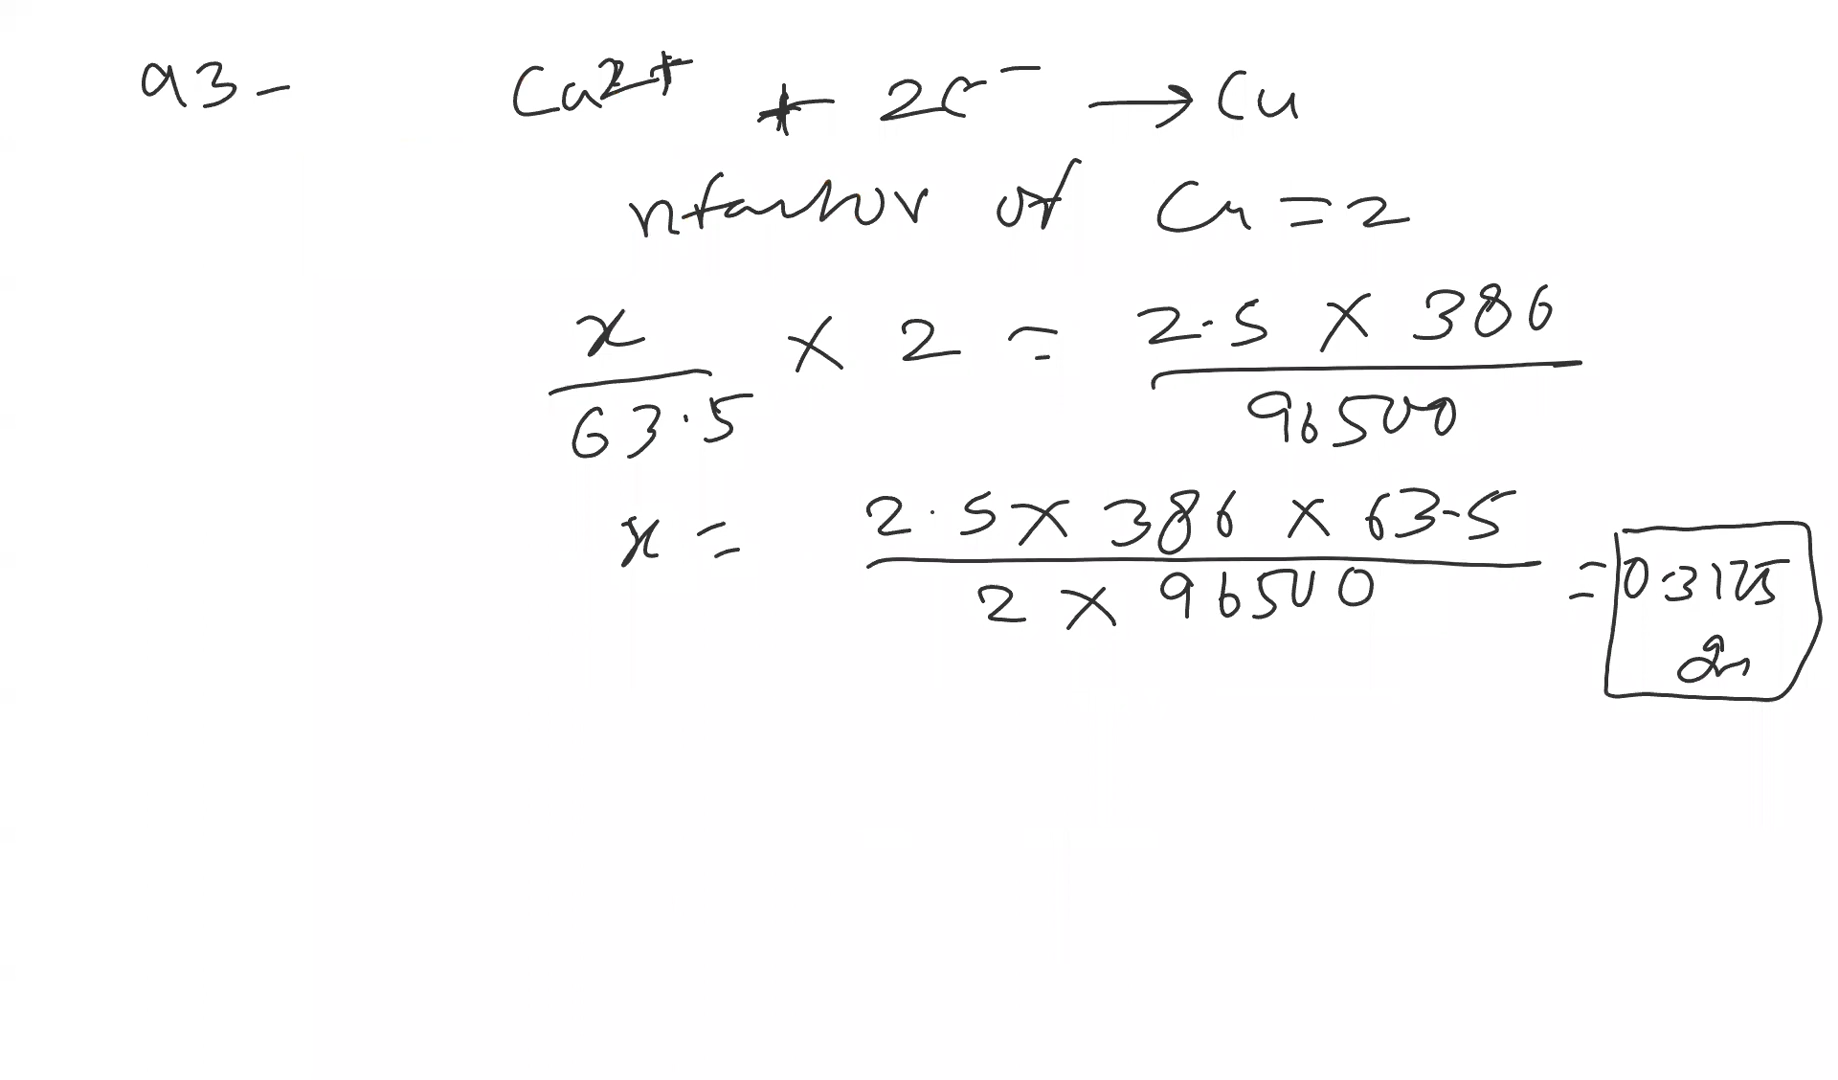 Q3- Cu2+ + 2e⁻ → Cu
nfactor of Cu = 2
x/63.5 × 2 = 2.5 × 386/96500
x = 2.5 × 386 × 63.5/2 × 96500 = 0.3175
gm